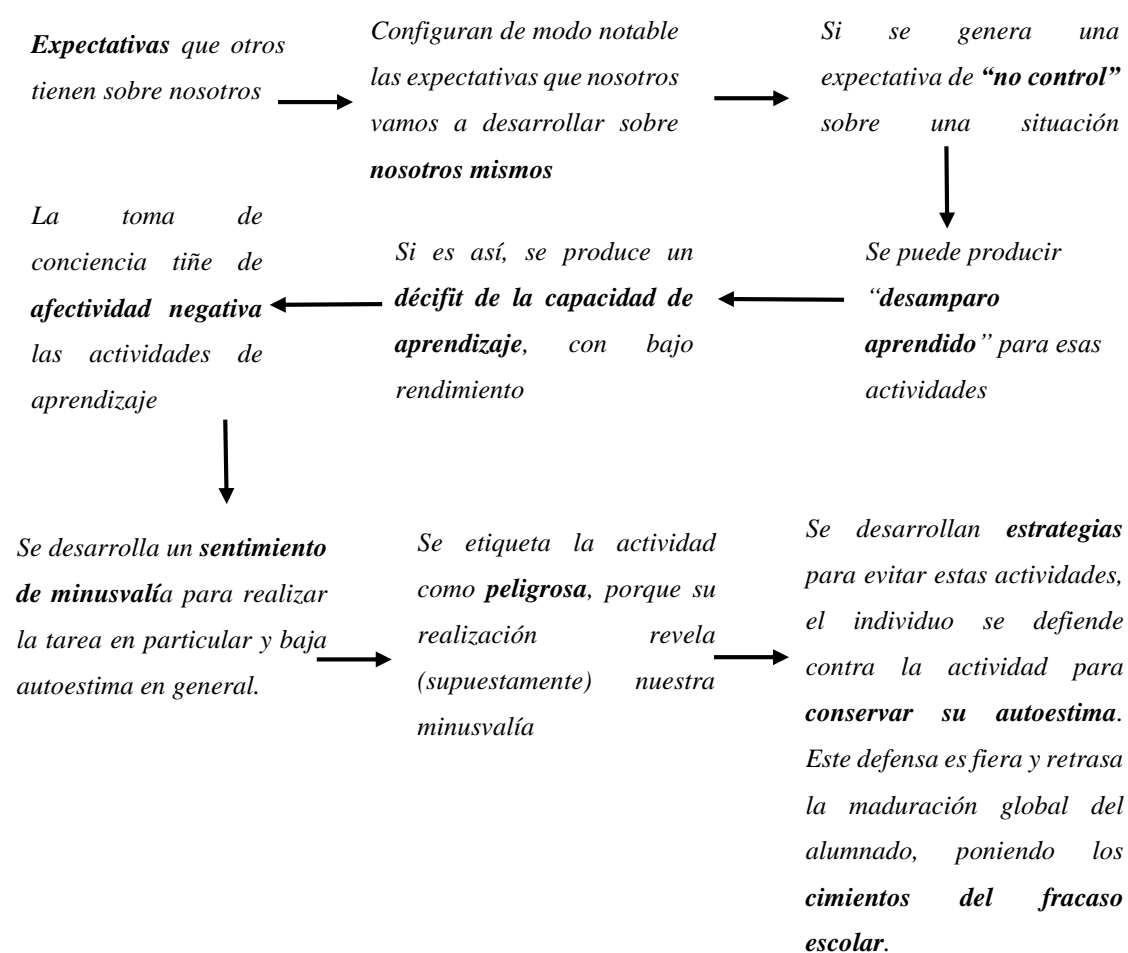 Expectativas que otros
tienen sobre nosotros
Configuran de modo notable
las expectativas que nosotros
vamos a desarrollar sobre
nosotros mismos
Si se genera una
expectativa de “no control”
sobre una situación
Se puede producir
“desamparo
aprendido” para esas
actividades
Si es así, se produce un
décifit de la capacidad de
aprendizaje, con bajo
rendimiento
La toma de
conciencia tiñe de
afectividad negativa
las actividades de
aprendizaje
Se desarrolla un sentimiento
de minusvalía para realizar
la tarea en particular y baja
autoestima en general.
Se etiqueta la actividad
como peligrosa, porque su
realización revela
(supuestamente) nuestra
minusvalía
Se desarrollan estrategias
para evitar estas actividades,
el individuo se defiende
contra la actividad para
conservar su autoestima.
Este defensa es fiera y retrasa
la maduración global del
alumnado, poniendo los
cimientos del fracaso
escolar.